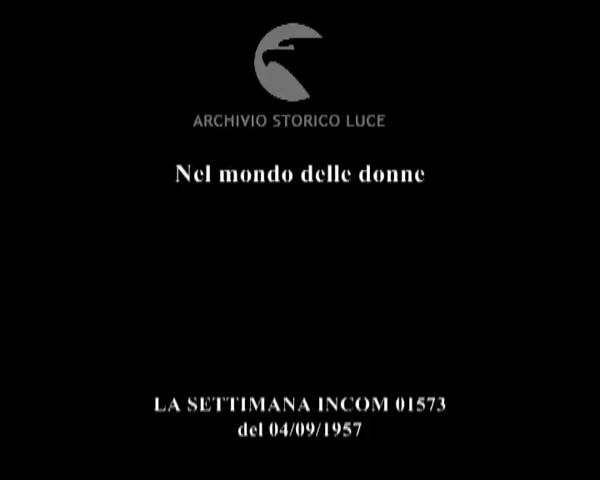 ARCHIVIO STORICO LUCE
Nel mondo delle donne
LA SETTIMANA INCOM 01573
del 04/09/1957